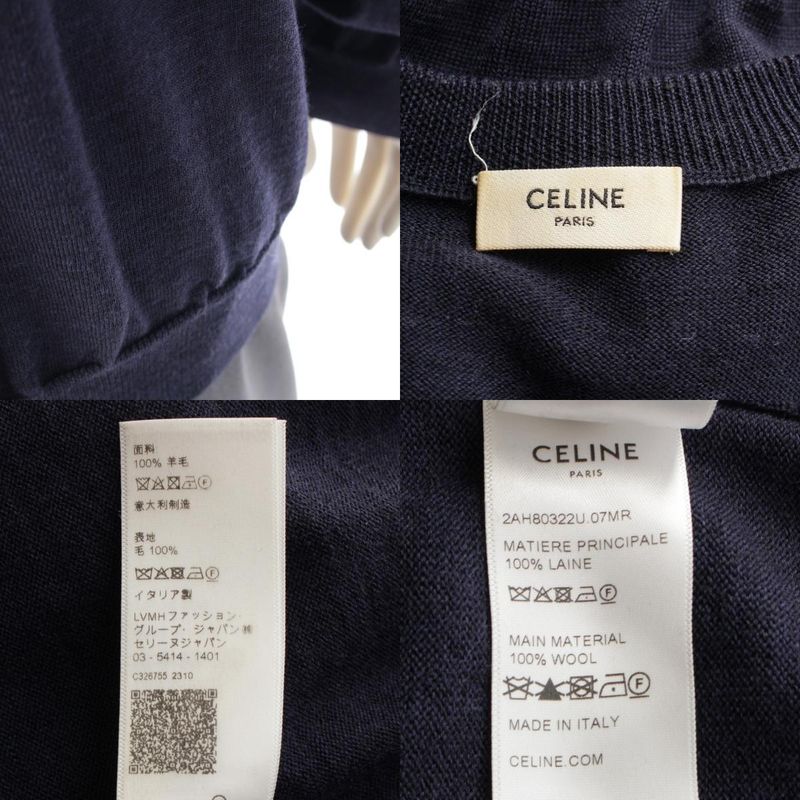 CELINE
PARIS
面料
100% 羊毛
意大利制造
表地
毛 100%
イタリア製
LVMHファッション・
グループ・ジャパン㈱
セリーヌジャパン
03 - 5414 - 1401
C326755 2310
CELINE
PARIS
2AH80322U.07MR
MATIERE PRINCIPALE
100% LAINE
MAIN MATERIAL
100% WOOL
MADE IN ITALY
CELINE.COM